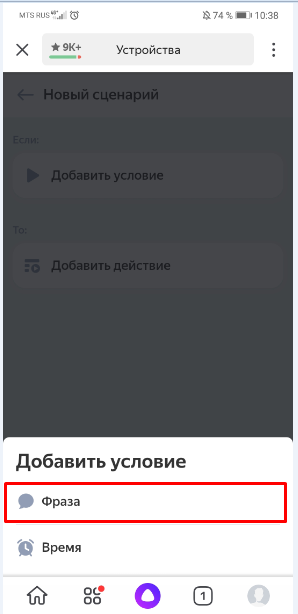 MTS RUS 4G 74 % 10:38
★ 9K+ Устройства
Новый сценарий
Если:
Добавить условие
То:
Добавить действие
Добавить условие
Фраза
Время
1